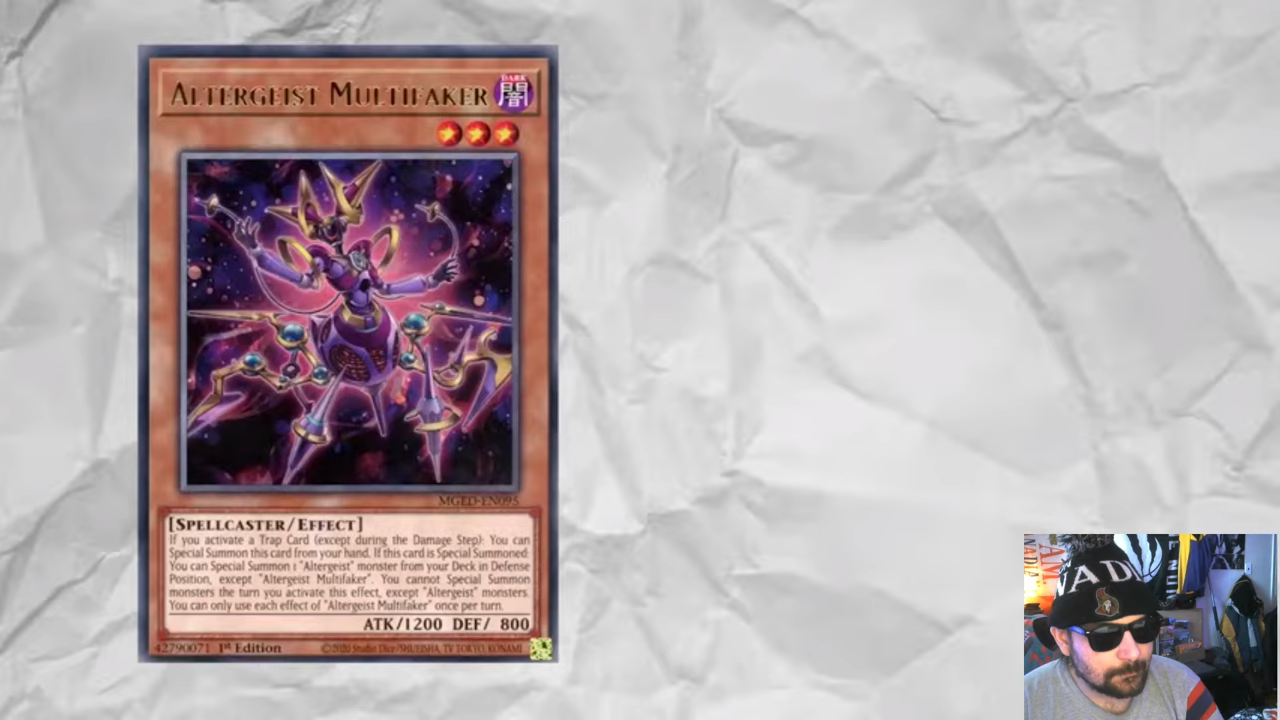 ALTERGEIST MULTIFAKER
DARK
闇
MGED-EN095
[SPELLCASTER/EFFECT]
If you activate a Trap Card (except during the Damage Step): You can
Special Summon this card from your hand. If this card is Special Summoned:
You can Special Summon 1 "Altergeist" monster from your Deck in Defense
Position, except "Altergeist Multifaker". You cannot Special Summon
monsters the turn you activate this effect, except "Altergeist" monsters.
You can only use each effect of "Altergeist Multifaker" once per turn.
ATK/1200 DEF/ 800
42790071 1st Edition ©2020 Studio Dice/SHUEISHA, TV TOKYO, KONAMI
NAD